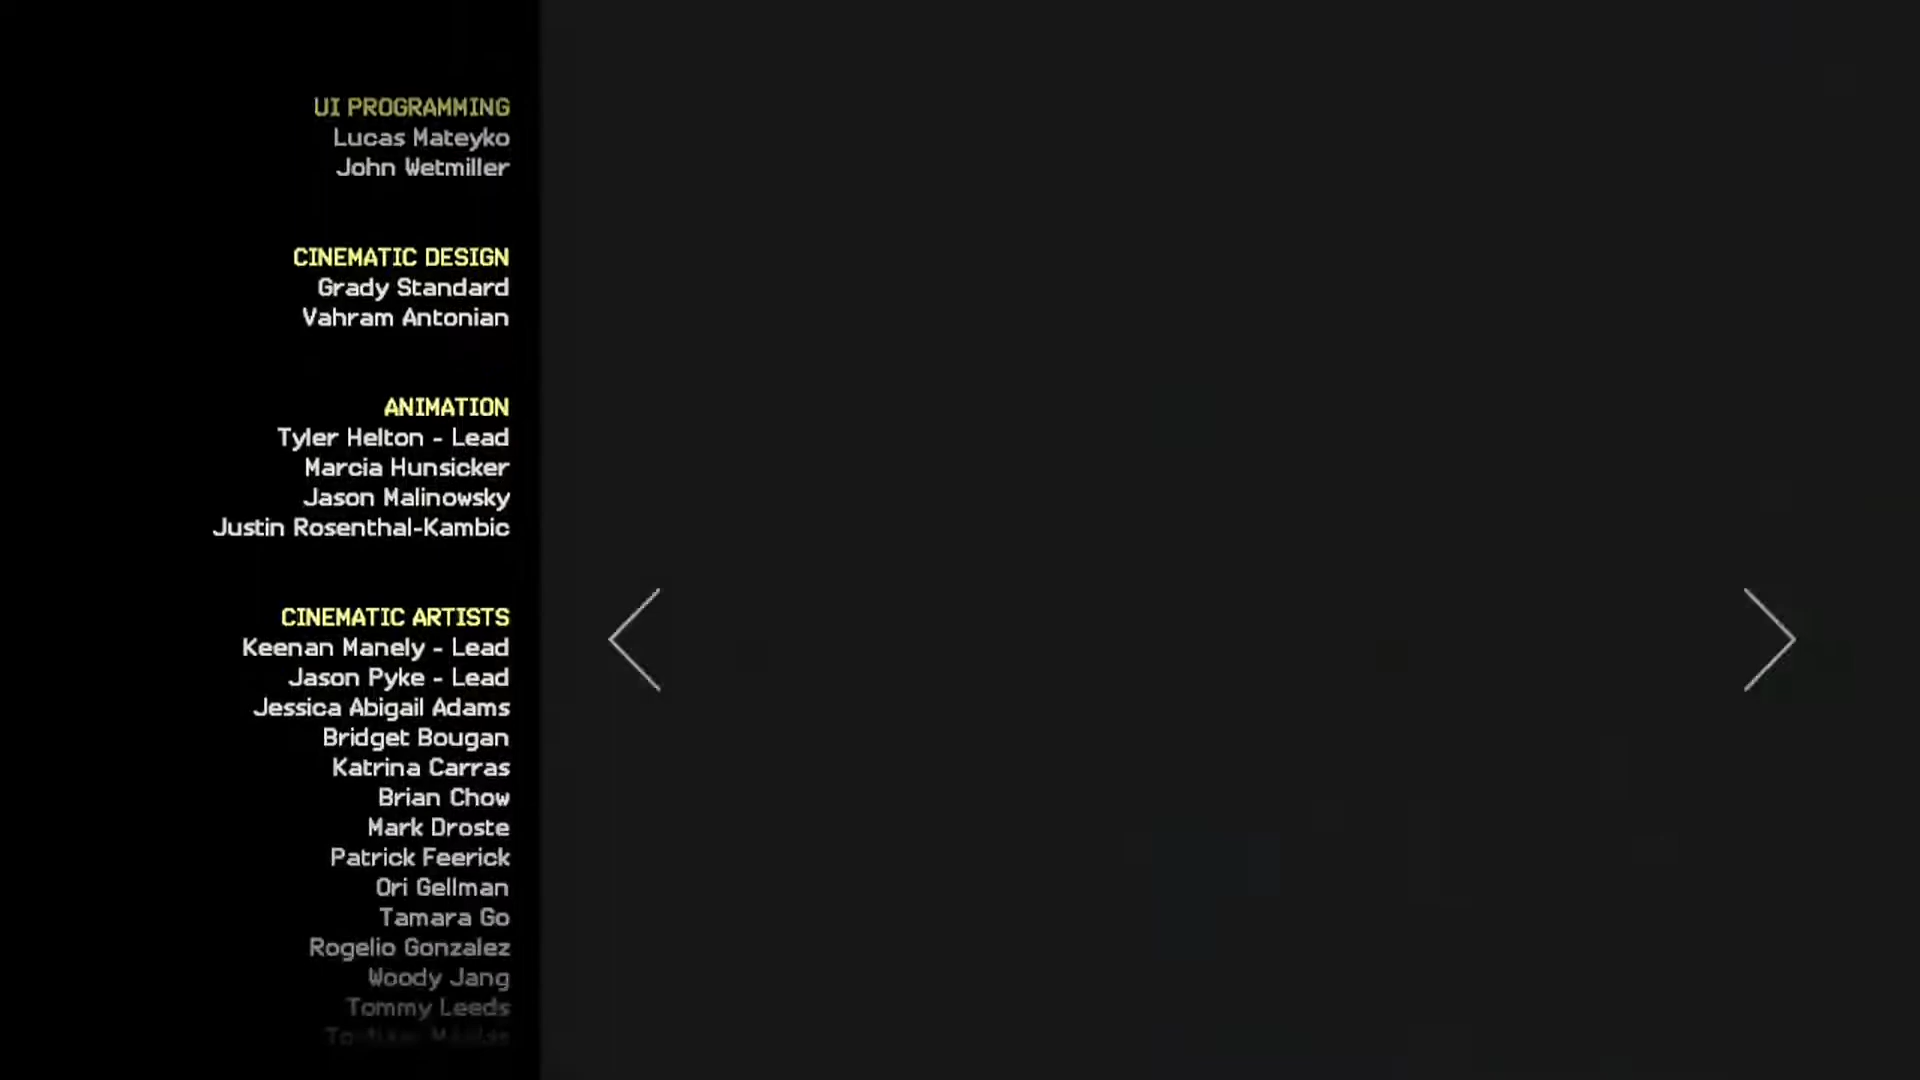 UI PROGRAMMING
Lucas Mateyko
John Wetmiller
CINEMATIC DESIGN
Grady Standard
Vahram Antonian
ANIMATION
Tyler Helton - Lead
Marcia Hunsicker
Jason Malinowsky
Justin Rosenthal-Kambic
CINEMATIC ARTISTS
Keenan Manely - Lead
Jason Pyke - Lead
Jessica Abigail Adams
Bridget Bougan
Katrina Carras
Brian Chow
Mark Droste
Patrick Feerick
Ori Gellman
Tamara Go
Rogelio Gonzalez
Woody Jang
Tommy Leeds